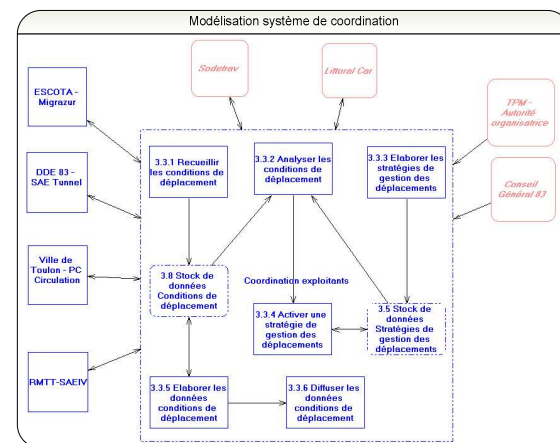 Modélisation système de coordination
Sodetrav
Littoral Car
ESCOTA -
Migrazur
TPM -
Autorité
organisatrice
3.3.1 Recueillir
les conditions de
déplacement
3.3.2 Analyser les
conditions de
déplacement
3.3.3 Elaborer les
stratégies de
gestion des
déplacements
DDE 83 -
SAE Tunnel
Conseil
Général 83
Ville de
Toulon - PC
Circulation
3.8 Stock de
données
Conditions de
déplacement
Coordination exploitants
3.3.4 Activer une
stratégie de
gestion des
déplacements
3.5 Stock de
données
Stratégies de
gestion des
déplacements
RMTT-SAEIV
3.3.5 Elaborer les
données
conditions de
déplacement
3.3.6 Diffuser les
données
conditions de
déplacement